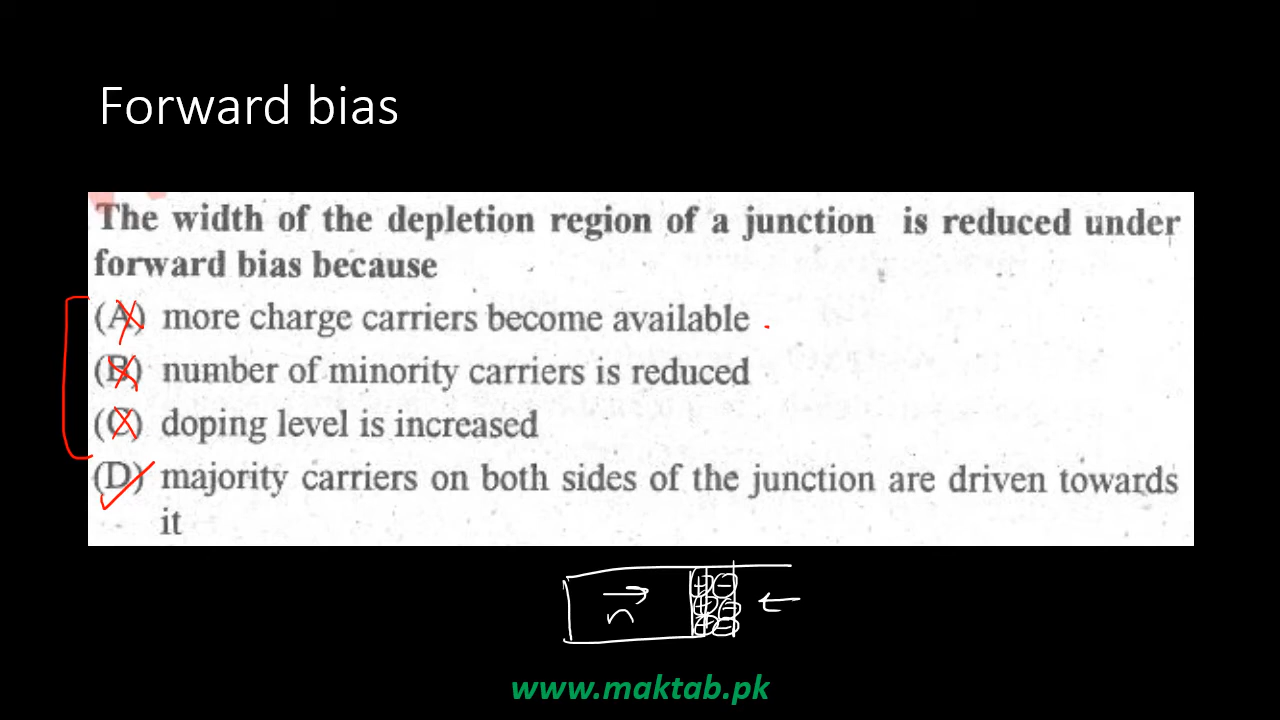 Forward bias
The width of the depletion region of a junction is reduced under
forward bias because
(A) more charge carriers become available
(B) number of minority carriers is reduced
(C) doping level is increased
(D) majority carriers on both sides of the junction are driven towards
it
+ -
n + -
+ -
www.maktab.pk